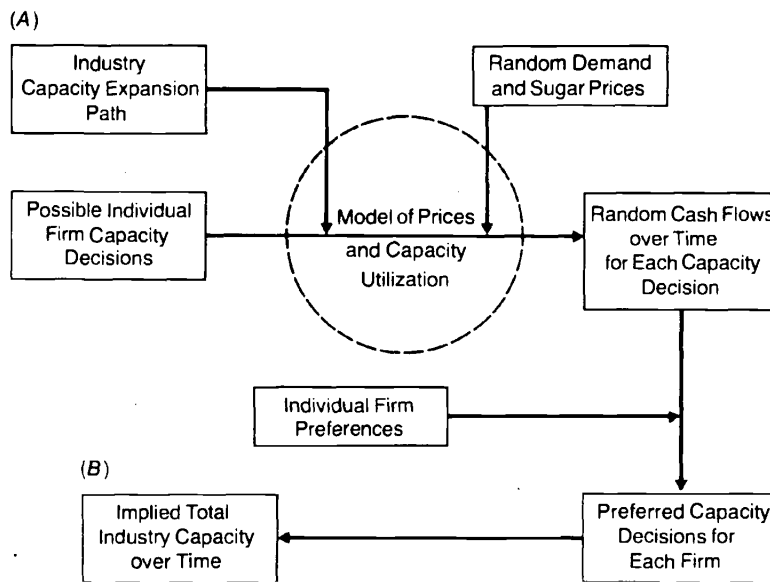 (A)
Industry
Capacity Expansion
Path
Random Demand
and Sugar Prices
Possible Individual
Firm Capacity
Decisions
Model of Prices
and Capacity
Utilization
Random Cash Flows
over Time
for Each Capacity
Decision
Individual Firm
Preferences
(B)
Implied Total
Industry Capacity
over Time
Preferred Capacity
Decisions for
Each Firm